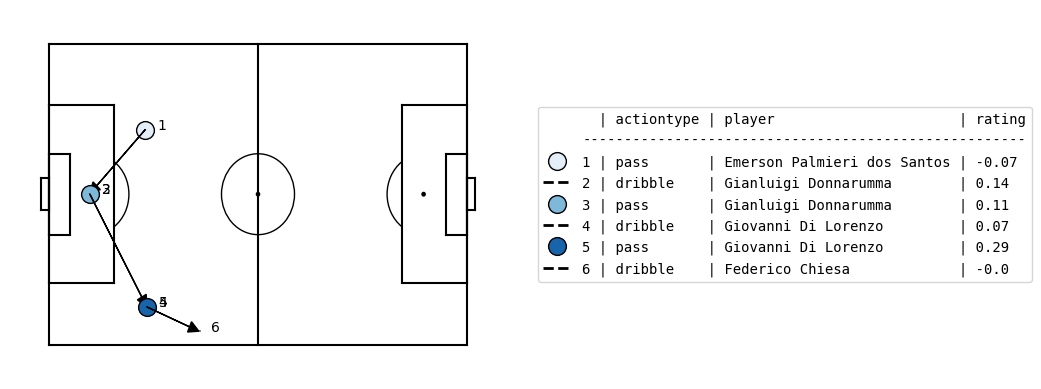 | actiontype | player | rating
-----------------------------------------------------
1 | pass | Emerson Palmieri dos Santos | -0.07
2 | dribble | Gianluigi Donnarumma | 0.14
3 | pass | Gianluigi Donnarumma | 0.11
4 | dribble | Giovanni Di Lorenzo | 0.07
5 | pass | Giovanni Di Lorenzo | 0.29
6 | dribble | Federico Chiesa | -0.0
1
2
3
4
5
6